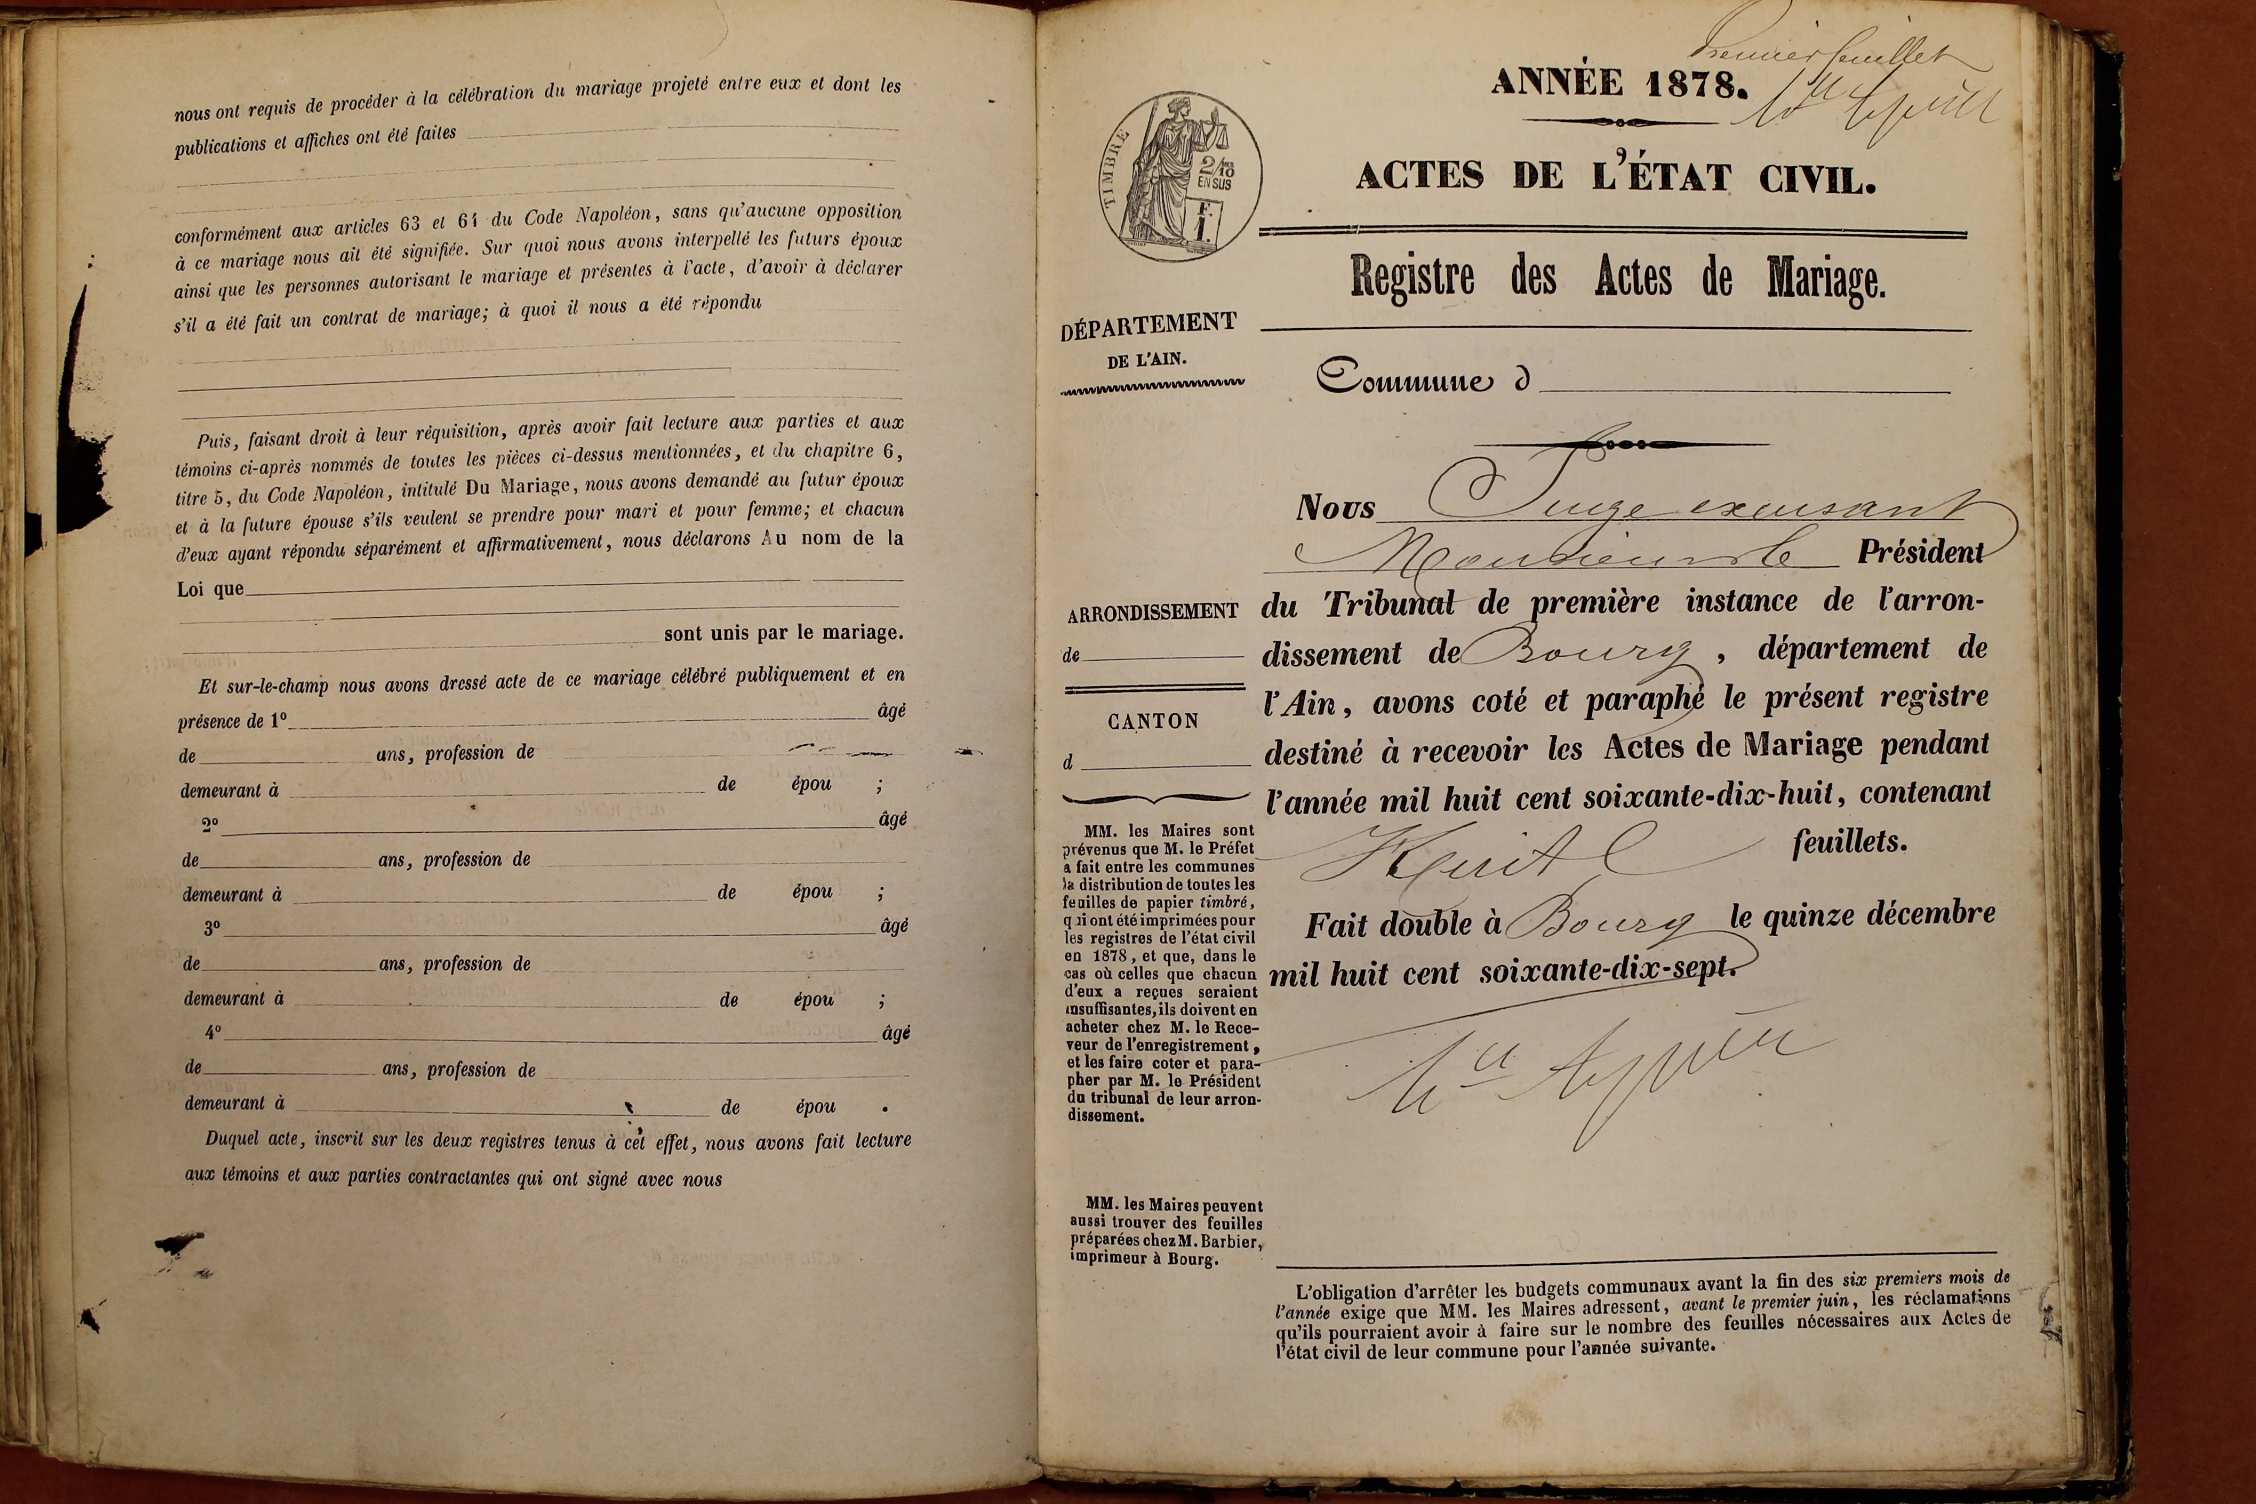 nous ont requis de procéder à la célébration du mariage projeté entre eux et dont les
publications et affiches ont été faites
conformément aux articles 63 et 64 du Code Napoléon, sans qu'aucune opposition
à ce mariage nous ait été signifiée. Sur quoi nous avons interpellé les futurs époux
ainsi que les personnes autorisant le mariage et présentes à l'acte, d'avoir à déclarer
s'il a été fait un contrat de mariage; à quoi il nous a été répondu
Puis, faisant droit à leur réquisition, après avoir fait lecture aux parties et aux
témoins ci-après nommés de toutes les pièces ci-dessus mentionnées, et du chapitre 6,
titre 5, du Code Napoléon, intitulé Du Mariage, nous avons demandé au futur époux
et à la future épouse s'ils veulent se prendre pour mari et pour femme; et chacun
d'eux ayant répondu séparément et affirmativement, nous déclarons Au nom de la
Loi que
sont unis par le mariage.
Et sur-le-champ nous avons dressé acte de ce mariage célébré publiquement et en
présence de 1º âgé
de ans, profession de
demeurant à de épou ;
2º âgé
de ans, profession de
demeurant à de épou ;
3º âgé
de ans, profession de
demeurant à de épou ;
4º âgé
de ans, profession de
demeurant à de épou .
Duquel acte, inscrit sur les deux registres tenus à cet effet, nous avons fait lecture
aux témoins et aux parties contractantes qui ont signé avec nous
Premier feuillet
ANNÉE 1878.
TIMBRE
2/10
EN SUS
F.
1.
ACTES DE L'ÉTAT CIVIL.
Registre des Actes de Mariage.
DÉPARTEMENT
DE L'AIN.
Commune d
Nous Juge excusant
Monsieur le Président
du Tribunal de première instance de l'arron-
dissement de Bourg, département de
l'Ain, avons coté et paraphé le présent registre
destiné à recevoir les Actes de Mariage pendant
l'année mil huit cent soixante-dix-huit, contenant
Huit feuillets.
Fait double à Bourg le quinze décembre
mil huit cent soixante-dix-sept.
ARRONDISSEMENT
de
CANTON
d
MM. les Maires sont
prévenus que M. le Préfet
a fait entre les communes
la distribution de toutes les
feuilles de papier timbré,
qui ont été imprimées pour
les registres de l'état civil
en 1878, et que, dans le
cas où celles que chacun
d'eux a reçues seraient
insuffisantes, ils doivent en
acheter chez M. le Rece-
veur de l'enregistrement,
et les faire coter et para-
pher par M. le Président
du tribunal de leur arron-
dissement.
MM. les Maires peuvent
aussi trouver des feuilles
préparées chez M. Barbier,
imprimeur à Bourg.
L'obligation d'arrêter les budgets communaux avant la fin des six premiers mois de
l'année exige que MM. les Maires adressent, avant le premier juin, les réclamations
qu'ils pourraient avoir à faire sur le nombre des feuilles nécessaires aux Actes de
l'état civil de leur commune pour l'année suivante.